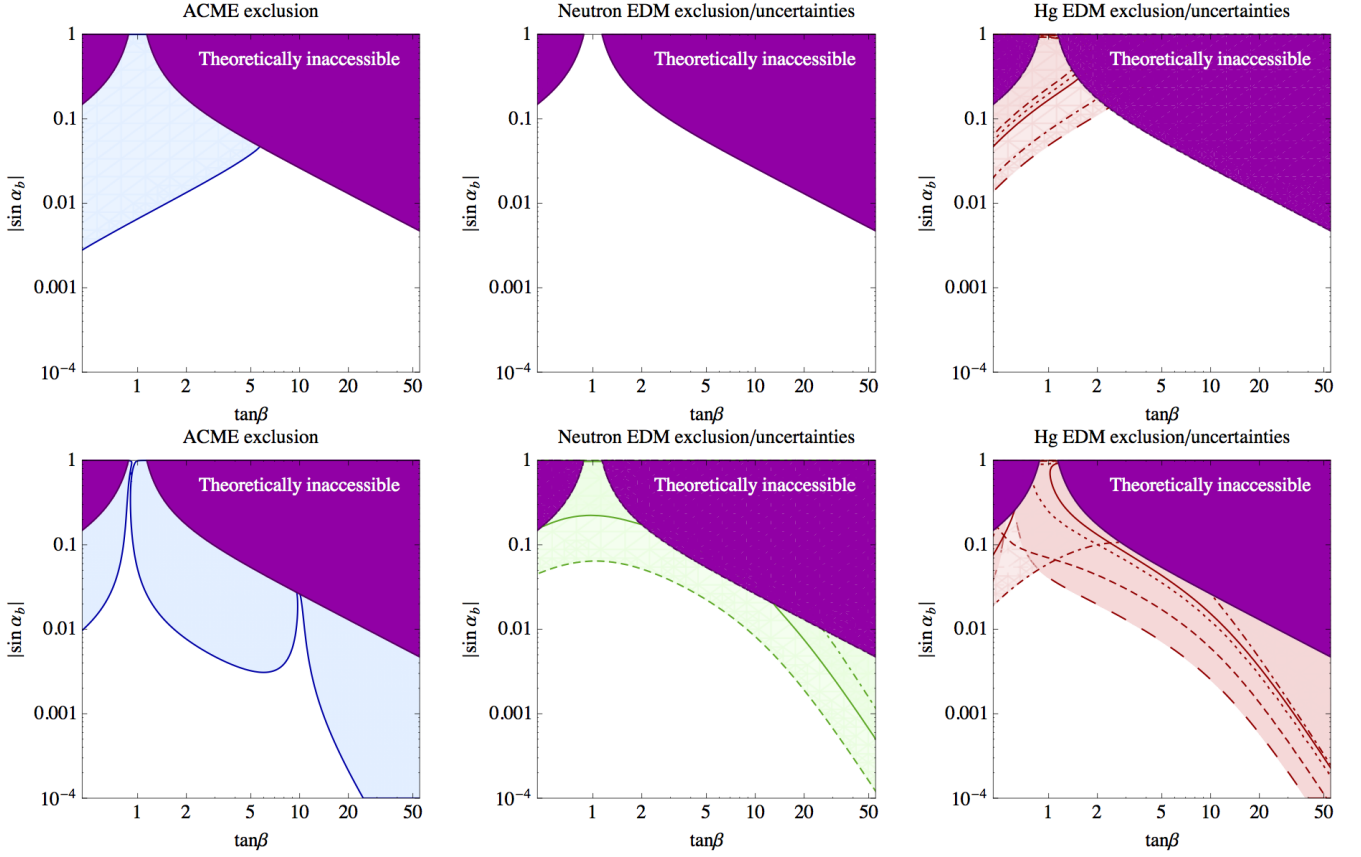 ACME exclusion
Neutron EDM exclusion/uncertainties
Hg EDM exclusion/uncertainties
1
0.1
0.01
0.001
10⁻⁴
|sin α_b|
Theoretically inaccessible
1 2 5 10 20 50
tanβ
1
0.1
0.01
0.001
10⁻⁴
|sin α_b|
Theoretically inaccessible
1 2 5 10 20 50
tanβ
1
0.1
0.01
0.001
10⁻⁴
|sin α_b|
Theoretically inaccessible
1 2 5 10 20 50
tanβ
ACME exclusion
Neutron EDM exclusion/uncertainties
Hg EDM exclusion/uncertainties
1
0.1
0.01
0.001
10⁻⁴
|sin α_b|
Theoretically inaccessible
1 2 5 10 20 50
tanβ
1
0.1
0.01
0.001
10⁻⁴
|sin α_b|
Theoretically inaccessible
1 2 5 10 20 50
tanβ
1
0.1
0.01
0.001
10⁻⁴
|sin α_b|
Theoretically inaccessible
1 2 5 10 20 50
tanβ